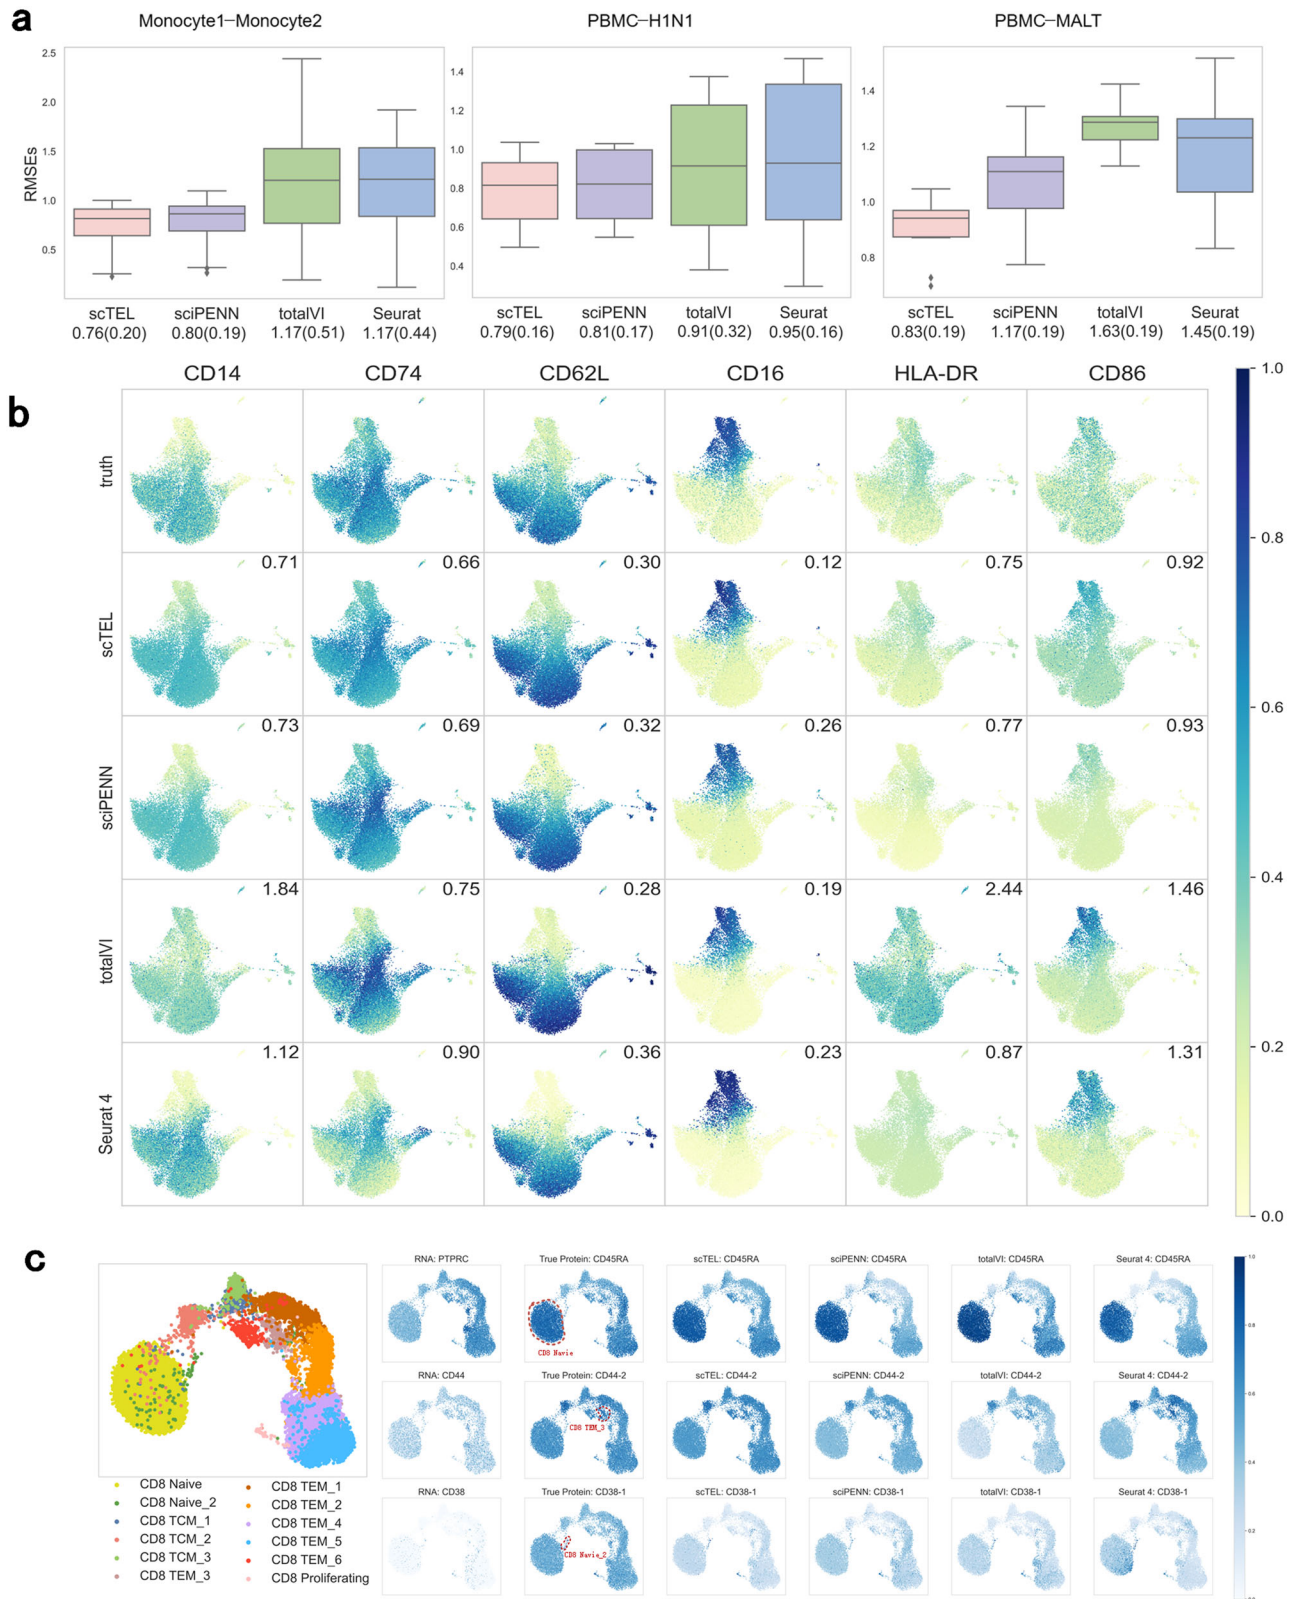 a
Monocyte1–Monocyte2
PBMC–H1N1
PBMC–MALT
RMSEs
2.5
2.0
1.5
1.0
0.5
1.4
1.2
1.0
0.8
0.6
0.4
1.4
1.2
1.0
0.8
scTEL sciPENN totalVI Seurat
0.76(0.20) 0.80(0.19) 1.17(0.51) 1.17(0.44)
scTEL sciPENN totalVI Seurat
0.79(0.16) 0.81(0.17) 0.91(0.32) 0.95(0.16)
scTEL sciPENN totalVI Seurat
0.83(0.19) 1.17(0.19) 1.63(0.19) 1.45(0.19)
b
CD14 CD74 CD62L CD16 HLA-DR CD86
truth
scTEL
0.71 0.66 0.30 0.12 0.75 0.92
sciPENN
0.73 0.69 0.32 0.26 0.77 0.93
totalVI
1.84 0.75 0.28 0.19 2.44 1.46
Seurat 4
1.12 0.90 0.36 0.23 0.87 1.31
1.0
0.8
0.6
0.4
0.2
0.0
c
CD8 Naive
CD8 Naive_2
CD8 TCM_1
CD8 TCM_2
CD8 TCM_3
CD8 TEM_3
CD8 TEM_1
CD8 TEM_2
CD8 TEM_4
CD8 TEM_5
CD8 TEM_6
CD8 Proliferating
RNA: PTPRC True Protein: CD45RA scTEL: CD45RA sciPENN: CD45RA totalVI: CD45RA Seurat 4: CD45RA
CD8 Navie
RNA: CD44 True Protein: CD44-2 scTEL: CD44-2 sciPENN: CD44-2 totalVI: CD44-2 Seurat 4: CD44-2
CD8 TEM_3
RNA: CD38 True Protein: CD38-1 scTEL: CD38-1 sciPENN: CD38-1 totalVI: CD38-1 Seurat 4: CD38-1
CD8 Navie_2
1.0
0.8
0.6
0.4
0.2